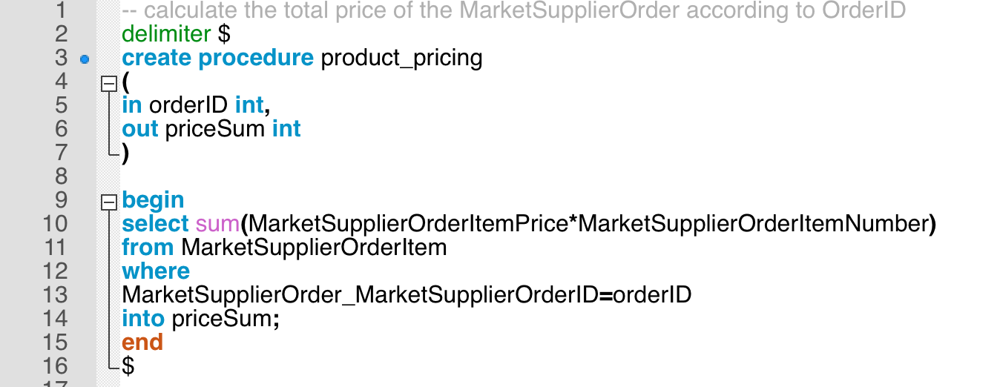 1 -- calculate the total price of the MarketSupplierOrder according to OrderID
2 delimiter $
3 create procedure product_pricing
4 (
5 in orderID int,
6 out priceSum int
7 )
8
9 begin
10 select sum(MarketSupplierOrderItemPrice*MarketSupplierOrderItemNumber)
11 from MarketSupplierOrderItem
12 where
13 MarketSupplierOrder_MarketSupplierOrderID=orderID
14 into priceSum;
15 end
16 $
17